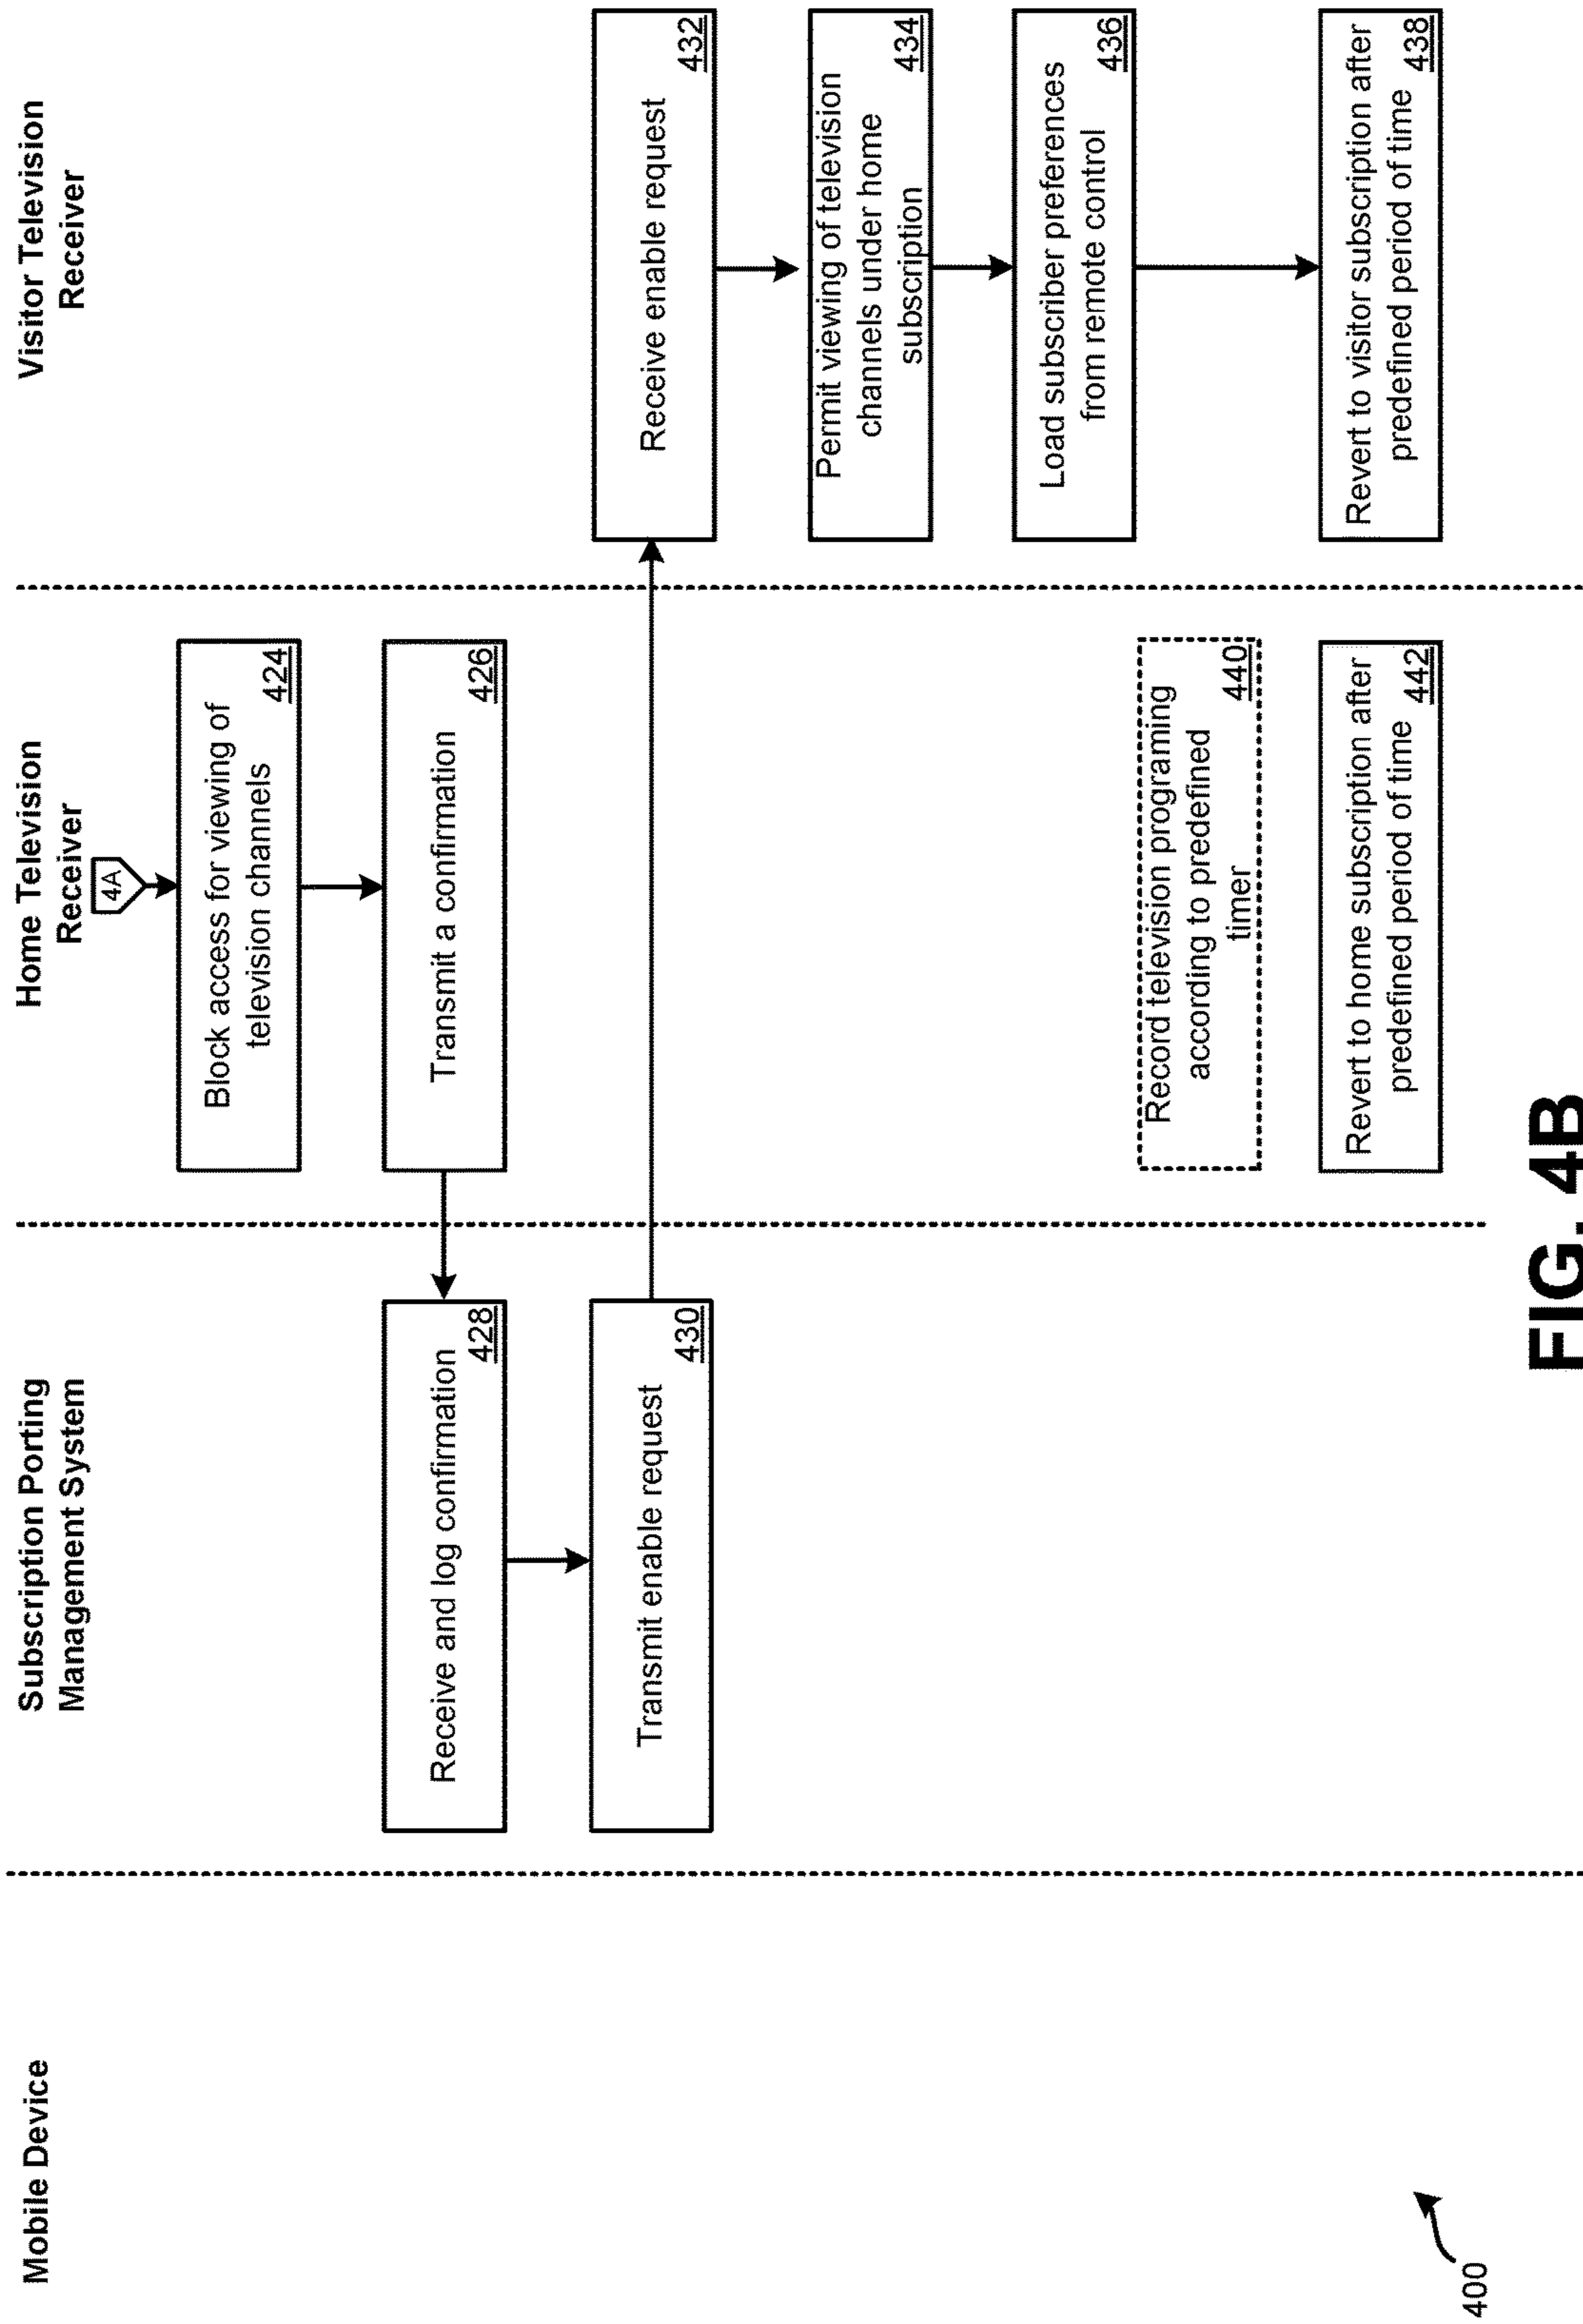 Mobile Device
Subscription Porting
Management System
Home Television
Receiver
Visitor Television
Receiver
4A
Block access for viewing of
television channels
424
Transmit a confirmation
426
Receive and log confirmation
428
Transmit enable request
430
Receive enable request
432
Permit viewing of television
channels under home
subscription
434
Load subscriber preferences
from remote control
436
Record television programing
according to predefined
timer
440
Revert to home subscription after
predefined period of time
442
Revert to visitor subscription after
predefined period of time
438
400
FIG. 4B